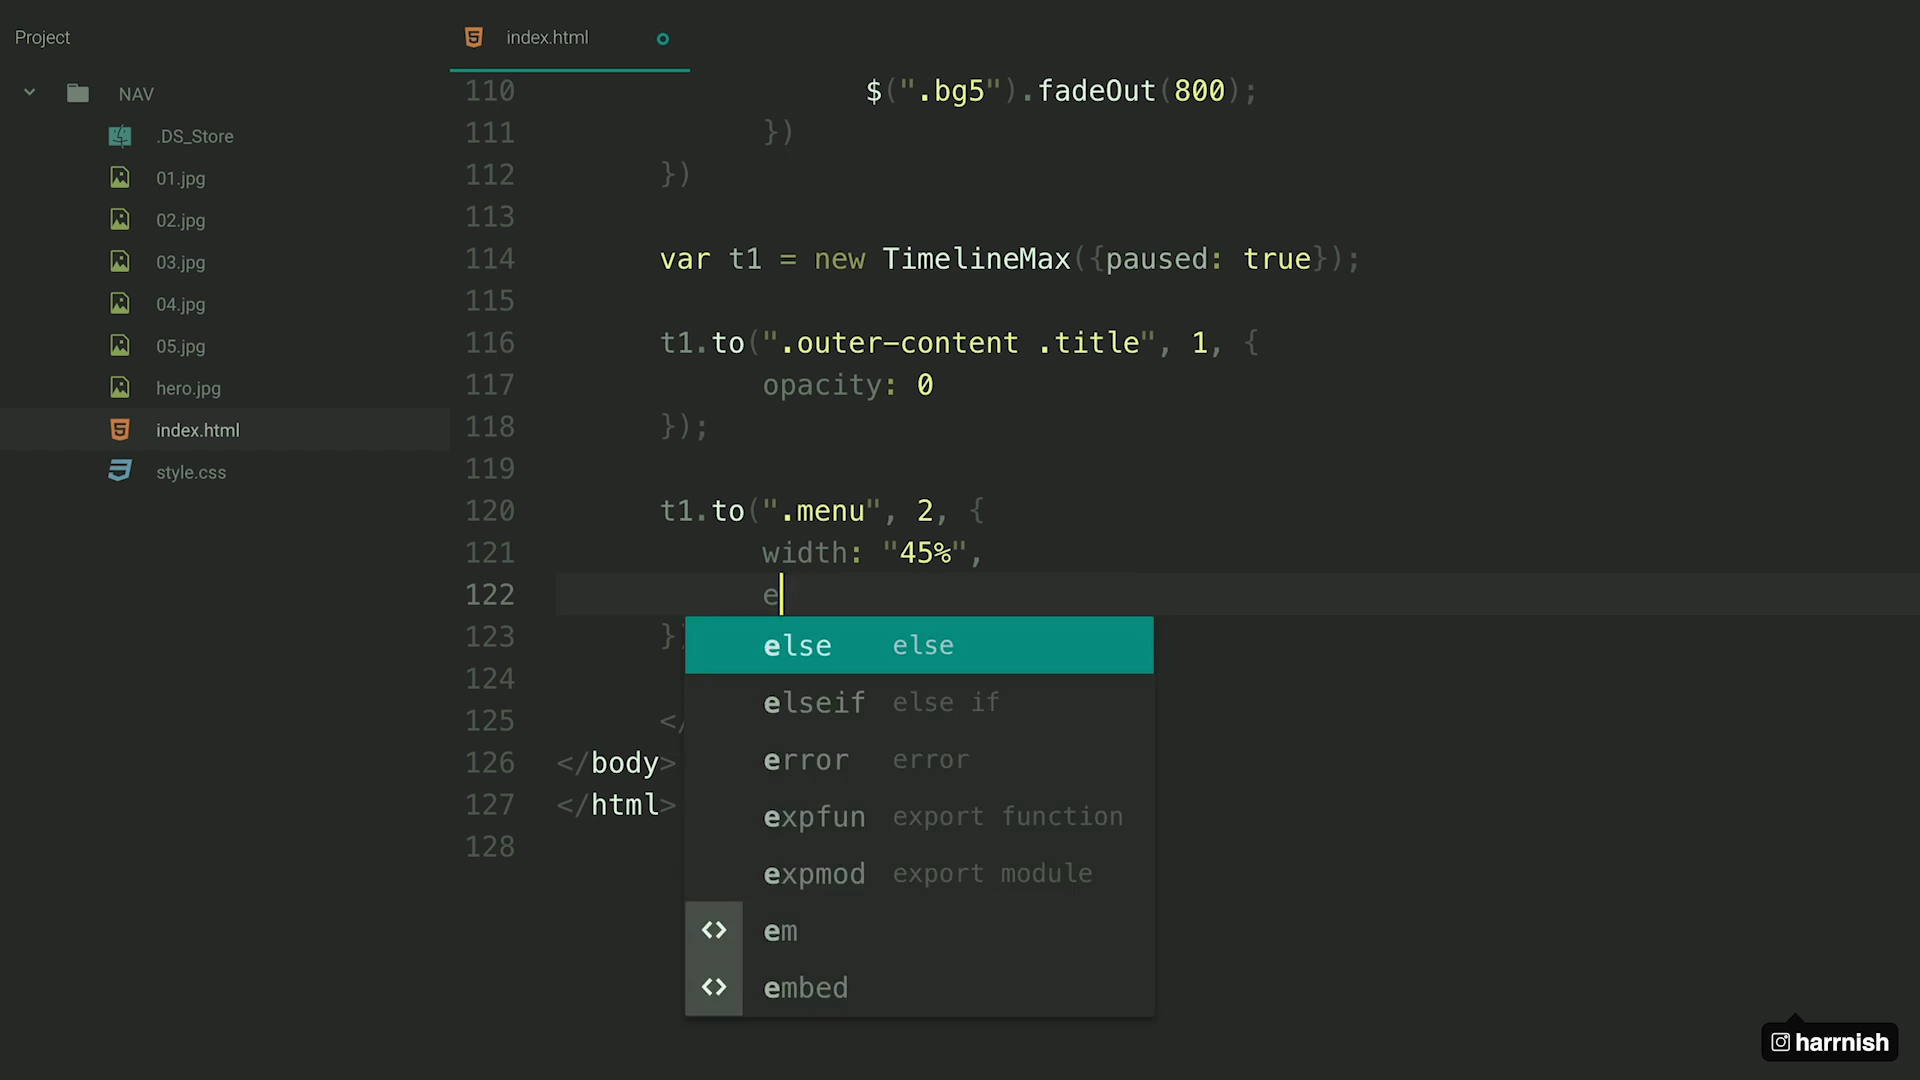 Project
NAV
.DS_Store
01.jpg
02.jpg
03.jpg
04.jpg
05.jpg
hero.jpg
index.html
style.css
index.html
110 $(".bg5").fadeOut(800);
111 })
112 })
113
114 var t1 = new TimelineMax({paused: true});
115
116 t1.to(".outer-content .title", 1, {
117 opacity: 0
118 });
119
120 t1.to(".menu", 2, {
121 width: "45%",
122 e
123 }
124
125 </
126 </body>
127 </html>
128
else else
elseif else if
error error
expfun export function
expmod export module
<> em
<> embed
harrnish